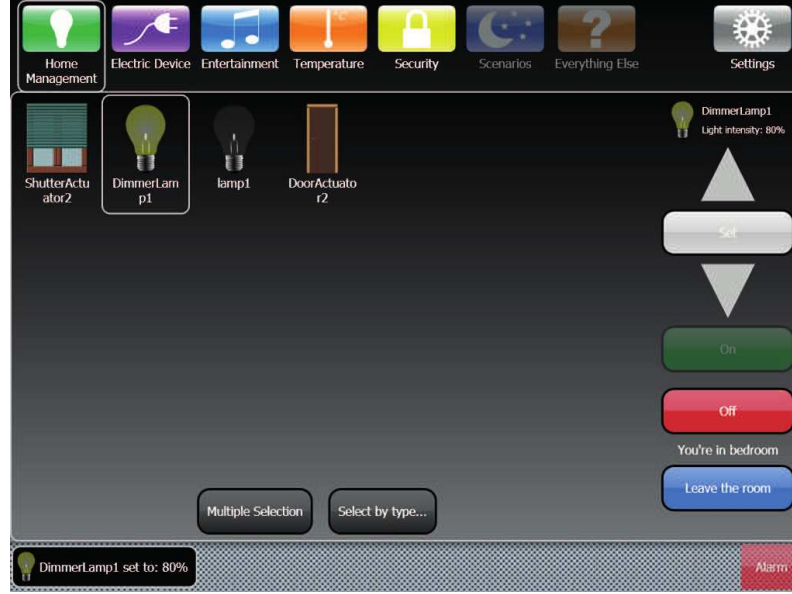 Home
Management
Electric Device
Entertainment
Temperature
Security
Scenarios
Everything Else
Settings
ShutterActu
ator2
DimmerLam
p1
lamp1
DoorActuato
r2
DimmerLamp1
Light intensity: 80%
Set
On
Off
You're in bedroom
Leave the room
Multiple Selection
Select by type...
DimmerLamp1 set to: 80%
Alarm
°C
?